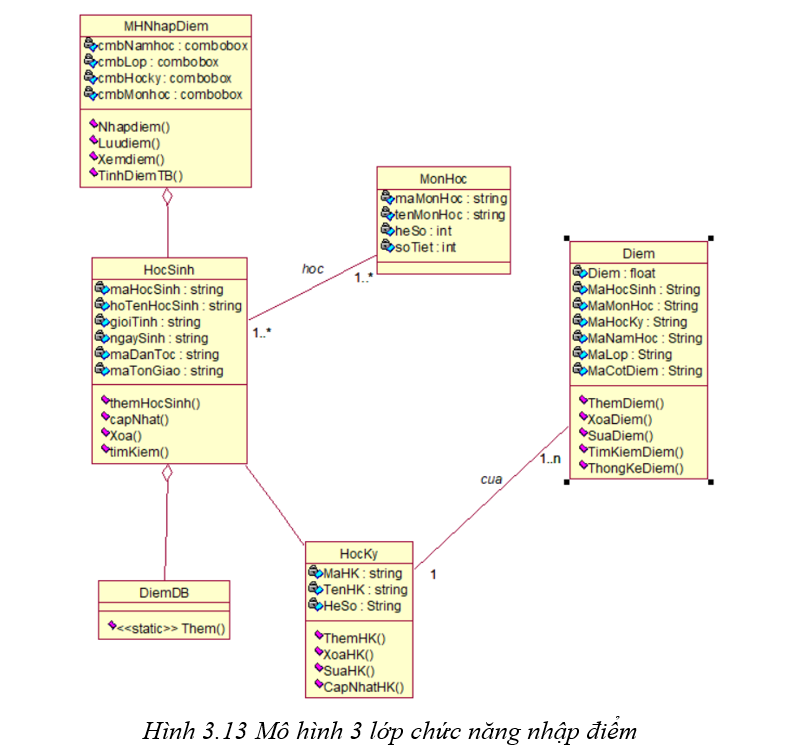 MHNhapDiem
cmbNamhoc : combobox
cmbLop : combobox
cmbHocky : combobox
cmbMonhoc : combobox
Nhapdiem()
Luudiem()
Xemdiem()
TinhDiemTB()
MonHoc
maMonHoc : string
tenMonHoc : string
heSo : int
soTiet : int
hoc
1..*
1..*
HocSinh
maHocSinh : string
hoTenHocSinh : string
gioiTinh : string
ngaySinh : string
maDanToc : string
maTonGiao : string
themHocSinh()
capNhat()
Xoa()
timKiem()
Diem
Diem : float
MaHocSinh : String
MaMonHoc : String
MaHocKy : String
MaNamHoc : String
MaLop : String
MaCotDiem : String
ThemDiem()
XoaDiem()
SuaDiem()
TimKiemDiem()
ThongKeDiem()
1..n
cua
1
HocKy
MaHK : string
TenHK : string
HeSo : String
ThemHK()
XoaHK()
SuaHK()
CapNhatHK()
DiemDB
<<static>> Them()
Hình 3.13 Mô hình 3 lớp chức năng nhập điểm